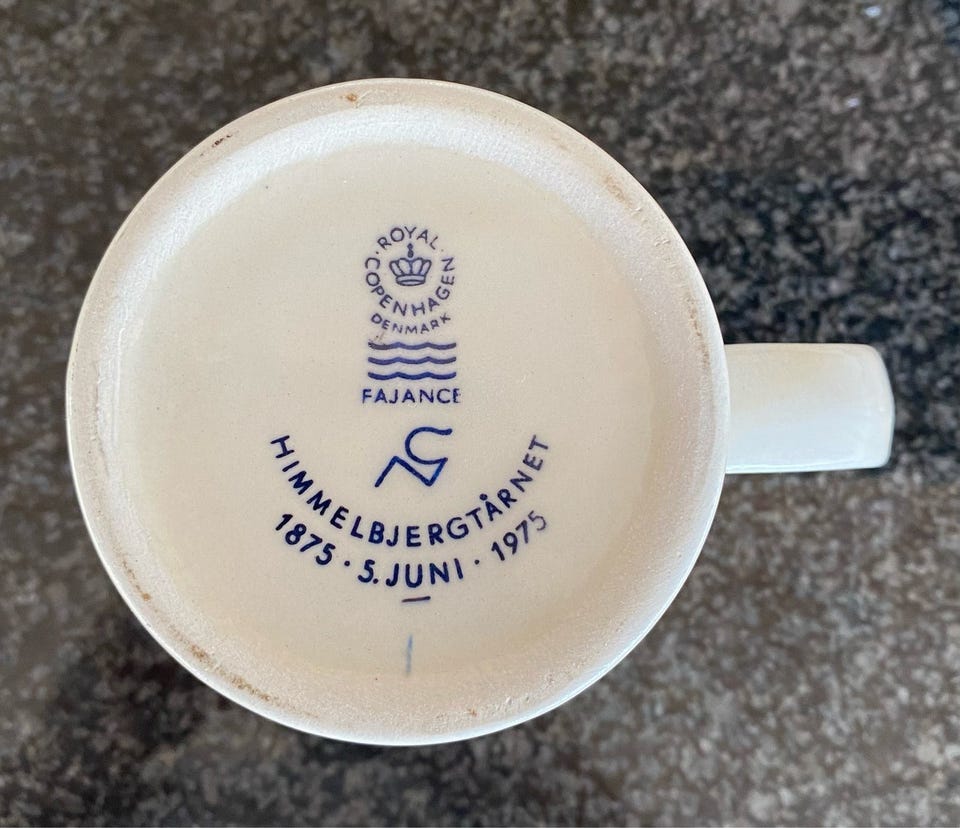 ·ROYAL·
COPENHAGEN
DENMARK
FAJANCE
HIMMELBJERGTÅRNET
1875 · 5. JUNI · 1975